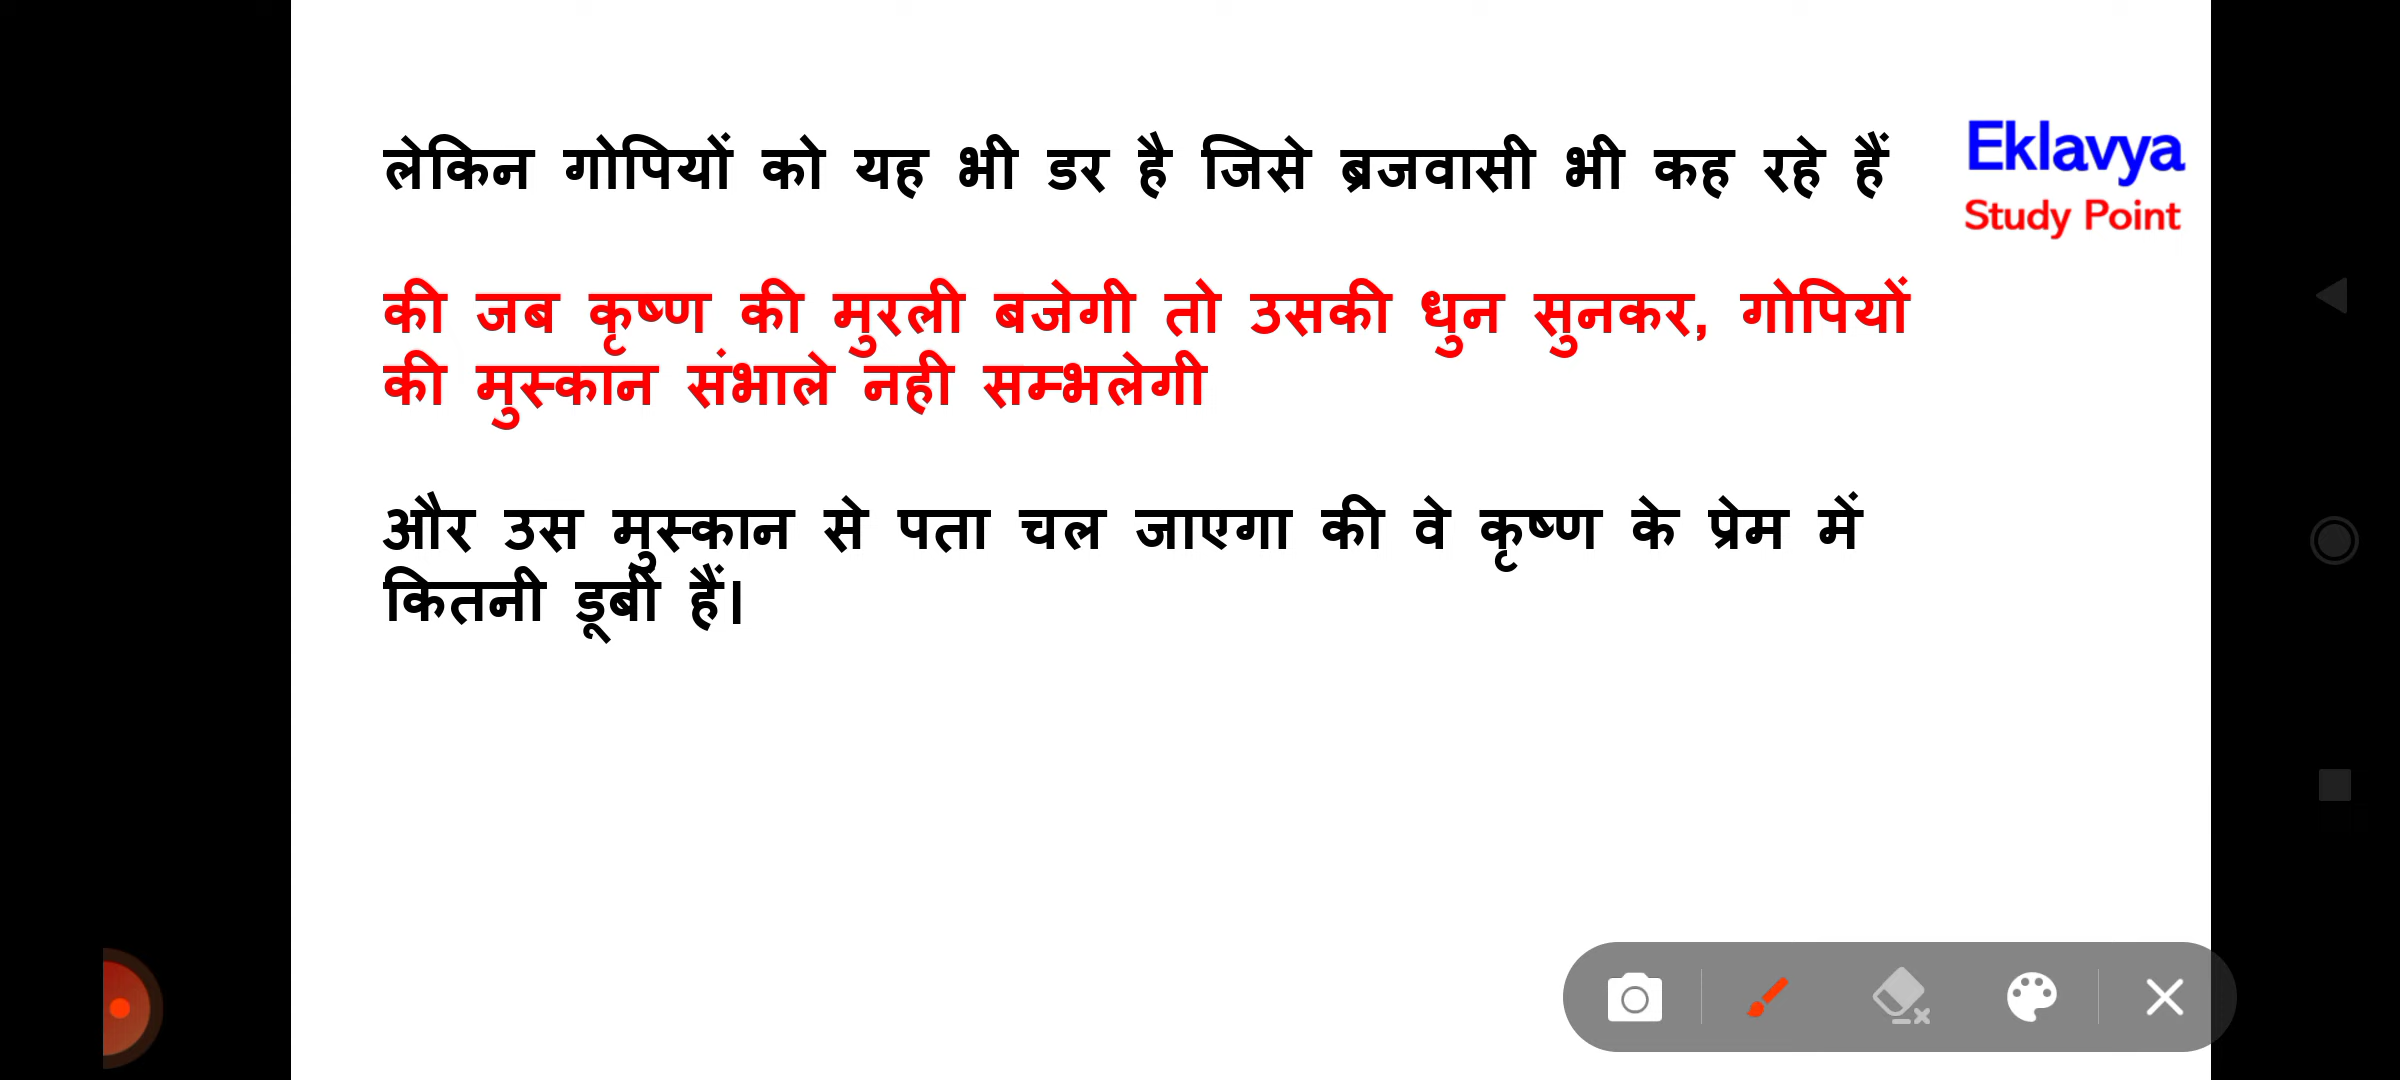 लेकिन गोपियों को यह भी डर है जिसे ब्रजवासी भी कह रहे हैं
Eklavya
Study Point
की जब कृष्ण की मुरली बजेगी तो उसकी धुन सुनकर, गोपियों
की मुस्कान संभाले नही सम्भलेगी
और उस मुस्कान से पता चल जाएगा की वे कृष्ण के प्रेम में
कितनी डूबी हैं।